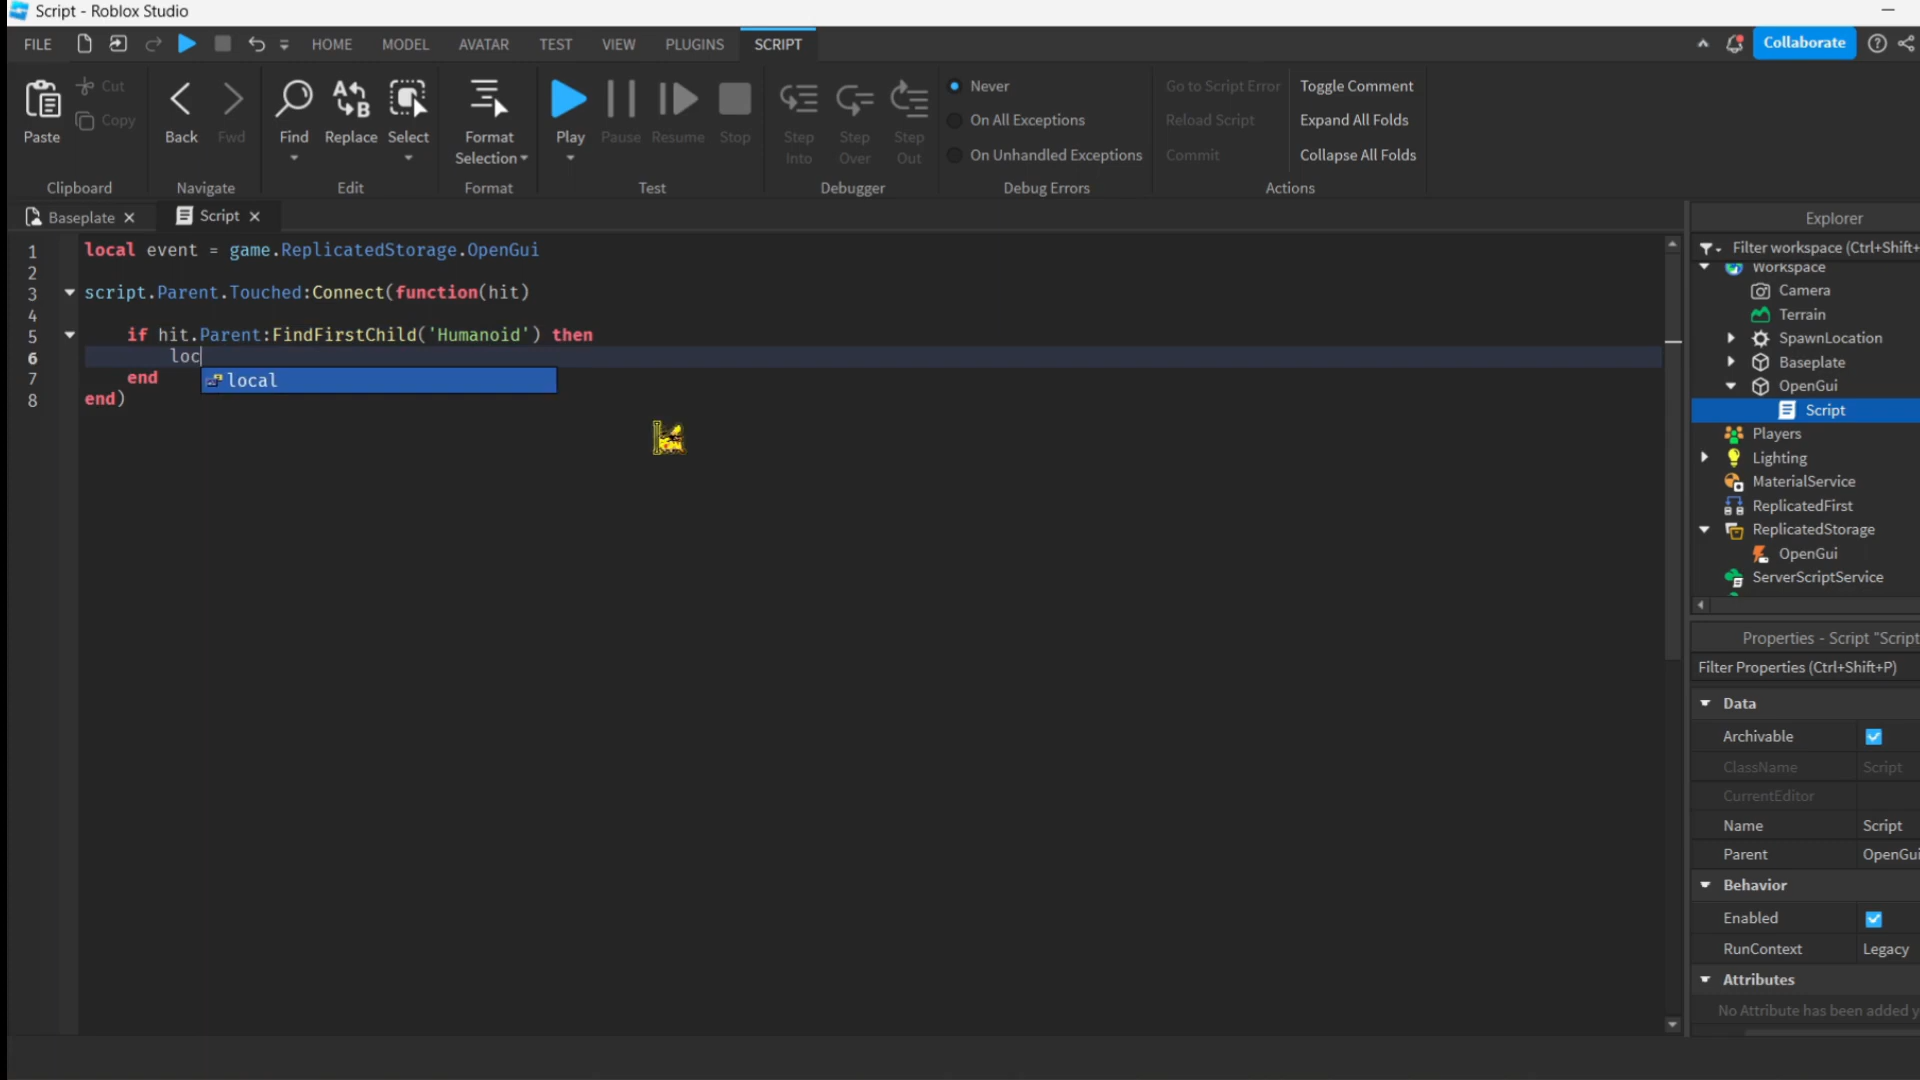 Script - Roblox Studio
FILE HOME MODEL AVATAR TEST VIEW PLUGINS SCRIPT Collaborate
Paste Cut Copy
Clipboard
Back Fwd
Navigate
Find Replace Select
Edit
Format Selection
Format
Play Pause Resume Stop
Test
Step Into Step Over Step Out
Debugger
Never
On All Exceptions
On Unhandled Exceptions
Debug Errors
Go to Script Error
Reload Script
Commit
Toggle Comment
Expand All Folds
Collapse All Folds
Actions
Baseplate Script
1 local event = game.ReplicatedStorage.OpenGui
2
3 script.Parent.Touched:Connect(function(hit)
4
5 if hit.Parent:FindFirstChild('Humanoid') then
6 loc
local
7 end
8 end)
Explorer
Filter workspace (Ctrl+Shift+
Workspace
Camera
Terrain
SpawnLocation
Baseplate
OpenGui
Script
Players
Lighting
MaterialService
ReplicatedFirst
ReplicatedStorage
OpenGui
ServerScriptService
Properties - Script "Script
Filter Properties (Ctrl+Shift+P)
Data
Archivable
ClassName Script
CurrentEditor
Name Script
Parent OpenGui
Behavior
Enabled
RunContext Legacy
Attributes
No Attribute has been added y